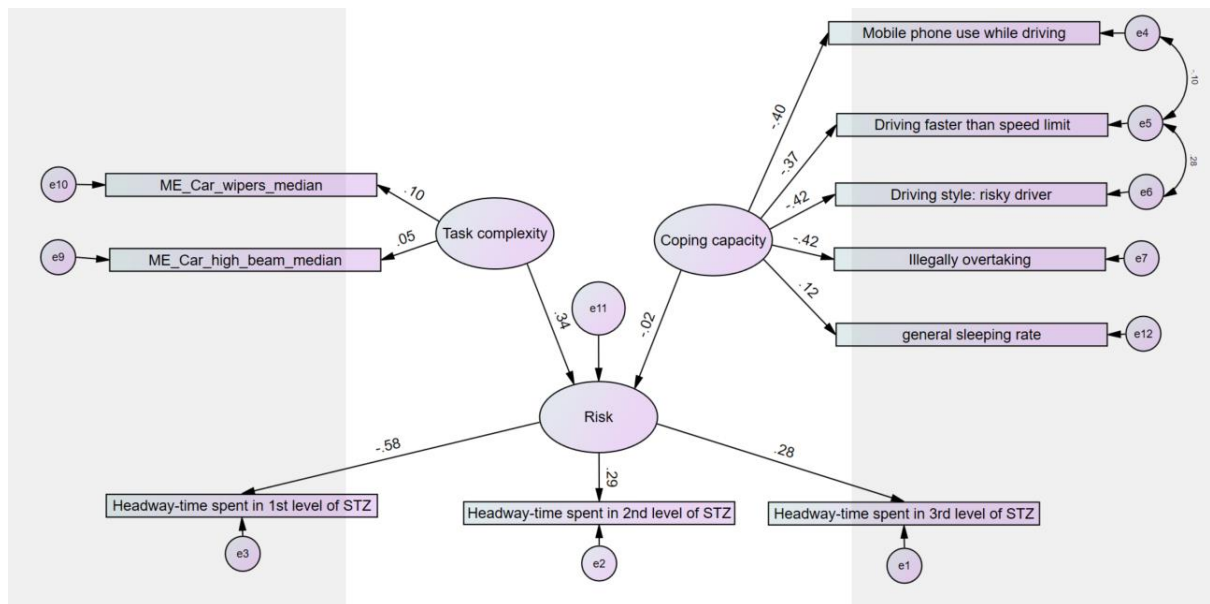 Mobile phone use while driving
e4
-.10
-.40
Driving faster than speed limit
e5
-.37
.28
e10
ME_Car_wipers_median
.10
Driving style: risky driver
e6
-.42
Task complexity
Coping capacity
e9
ME_Car_high_beam_median
.05
-.42
Illegally overtaking
e7
.12
e11
.34
-.02
general sleeping rate
e12
Risk
-.58
.29
.28
Headway-time spent in 1st level of STZ
Headway-time spent in 2nd level of STZ
Headway-time spent in 3rd level of STZ
e3
e2
e1